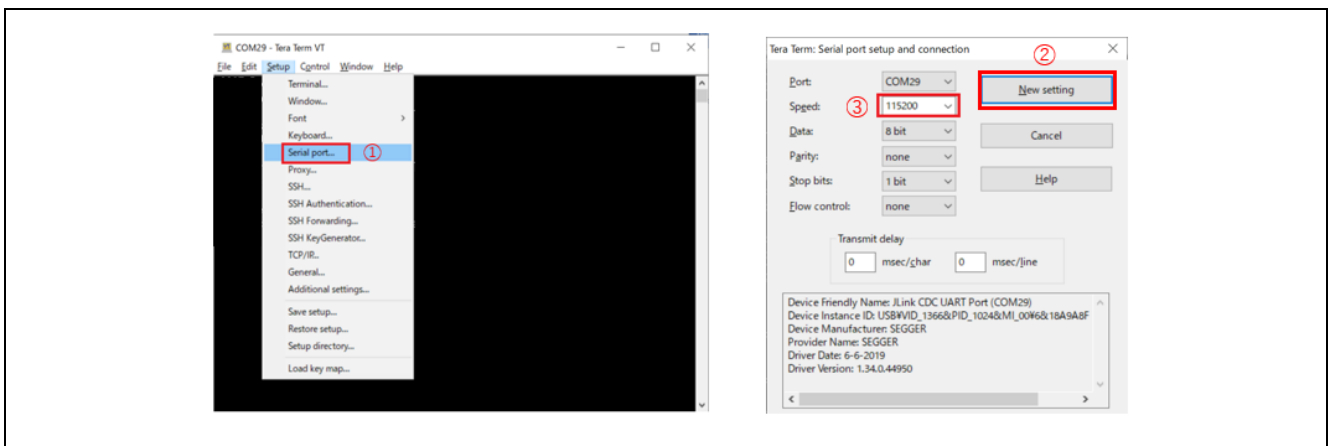 COM29 - Tera Term VT
File Edit Setup Control Window Help
Terminal...
Window...
Font
Keyboard...
Serial port... ①
Proxy...
SSH...
SSH Authentication...
SSH Forwarding...
SSH KeyGenerator...
TCP/IP...
General...
Additional settings...
Save setup...
Restore setup...
Setup directory...
Load key map...
Tera Term: Serial port setup and connection
②
Port: COM29 New setting
Speed: ③ 115200
Data: 8 bit Cancel
Parity: none
Stop bits: 1 bit Help
Flow control: none
Transmit delay
0 msec/char 0 msec/line
Device Friendly Name: JLink CDC UART Port (COM29)
Device Instance ID: USB¥VID_1366&PID_1024&MI_00¥6&18A9A8F
Device Manufacturer: SEGGER
Provider Name: SEGGER
Driver Date: 6-6-2019
Driver Version: 1.34.0.44950